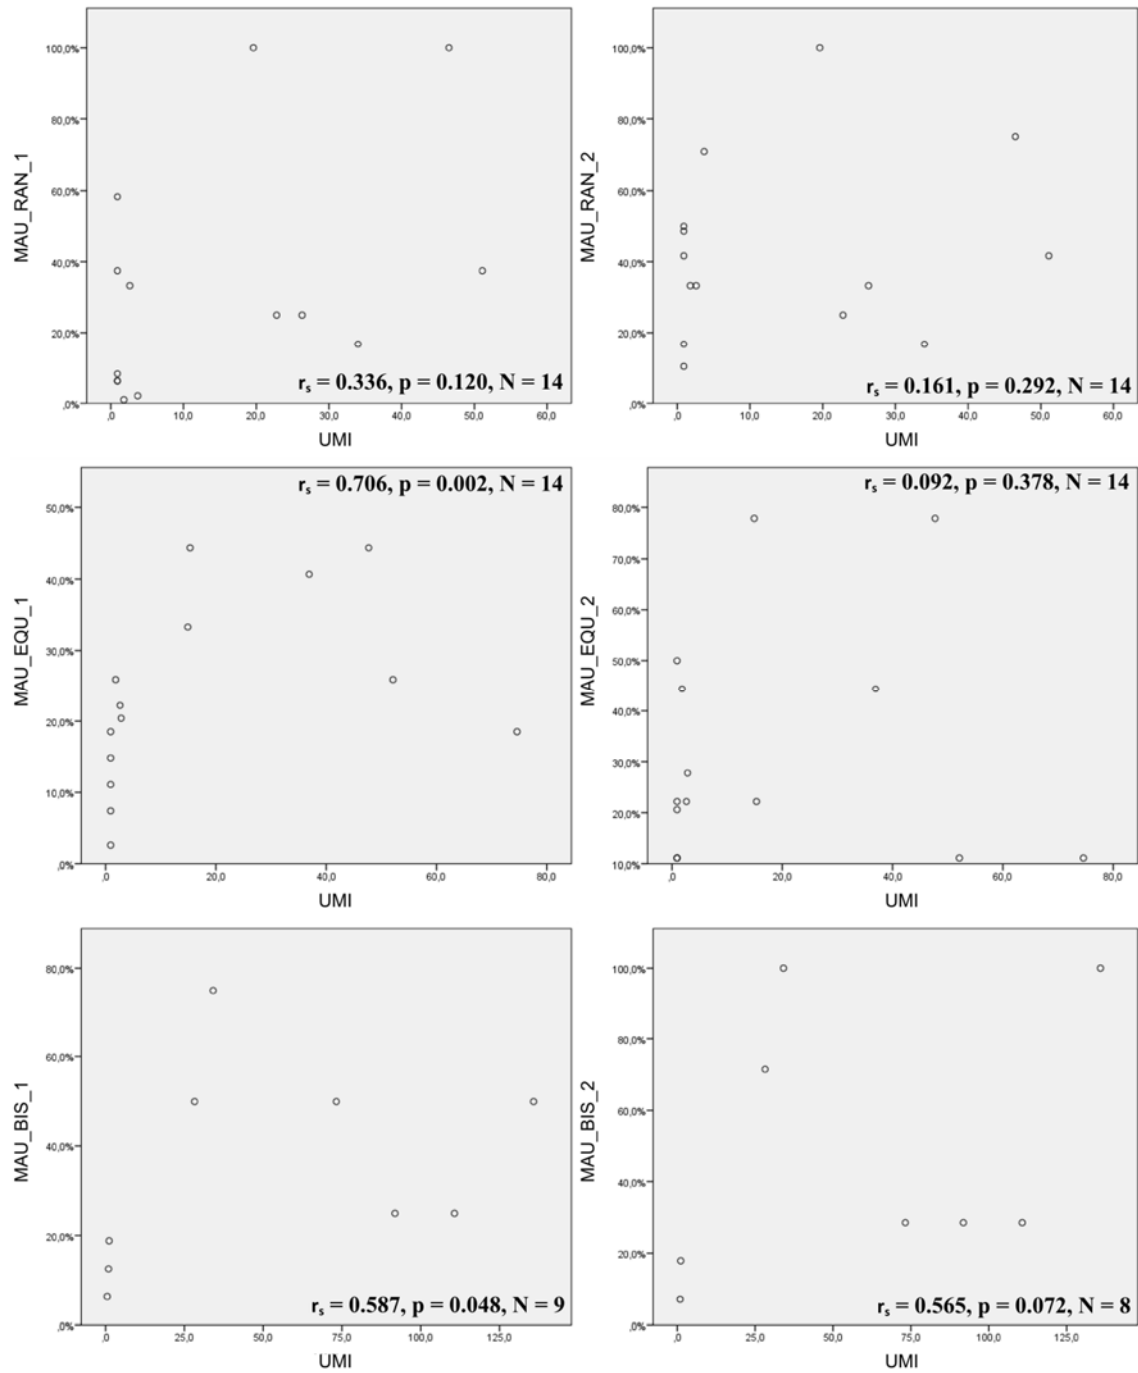 MAU_RAN_1
100,0%
80,0%
60,0%
40,0%
20,0%
,0%
r_s = 0.336, p = 0.120, N = 14
,0 10,0 20,0 30,0 40,0 50,0 60,0
UMI
MAU_RAN_2
100,0%
80,0%
60,0%
40,0%
20,0%
,0%
r_s = 0.161, p = 0.292, N = 14
,0 10,0 20,0 30,0 40,0 50,0 60,0
UMI
MAU_EQU_1
r_s = 0.706, p = 0.002, N = 14
50,0%
40,0%
30,0%
20,0%
10,0%
,0%
,0 20,0 40,0 60,0 80,0
UMI
MAU_EQU_2
r_s = 0.092, p = 0.378, N = 14
80,0%
70,0%
60,0%
50,0%
40,0%
30,0%
20,0%
10,0%
,0 20,0 40,0 60,0 80,0
UMI
MAU_BIS_1
80,0%
60,0%
40,0%
20,0%
,0%
r_s = 0.587, p = 0.048, N = 9
,0 25,0 50,0 75,0 100,0 125,0
UMI
MAU_BIS_2
100,0%
80,0%
60,0%
40,0%
20,0%
,0%
r_s = 0.565, p = 0.072, N = 8
,0 25,0 50,0 75,0 100,0 125,0
UMI